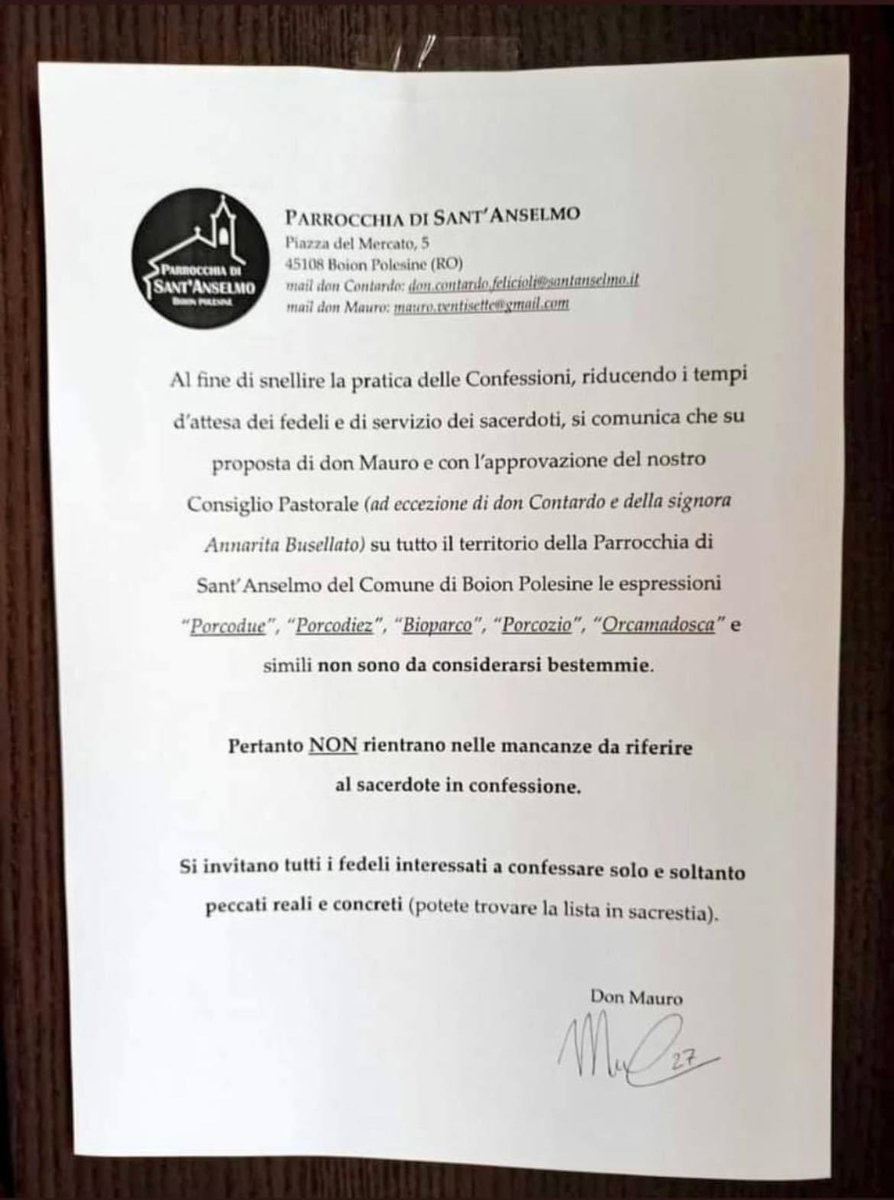 PARROCCHIA DI
SANT'ANSELMO
BOION POLESINE
PARROCCHIA DI SANT'ANSELMO
Piazza del Mercato, 5
45108 Boion Polesine (RO)
mail don Contardo: don.contardo.felicioli@santanselmo.it
mail don Mauro: mauro.ventisette@gmail.com
Al fine di snellire la pratica delle Confessioni, riducendo i tempi
d'attesa dei fedeli e di servizio dei sacerdoti, si comunica che su
proposta di don Mauro e con l'approvazione del nostro
Consiglio Pastorale (ad eccezione di don Contardo e della signora
Annarita Busellato) su tutto il territorio della Parrocchia di
Sant'Anselmo del Comune di Boion Polesine le espressioni
"Porcodue", "Porcodiez", "Bioparco", "Porcozio", "Orcamadosca" e
simili non sono da considerarsi bestemmie.
Pertanto NON rientrano nelle mancanze da riferire
al sacerdote in confessione.
Si invitano tutti i fedeli interessati a confessare solo e soltanto
peccati reali e concreti (potete trovare la lista in sacrestia).
Don Mauro
27